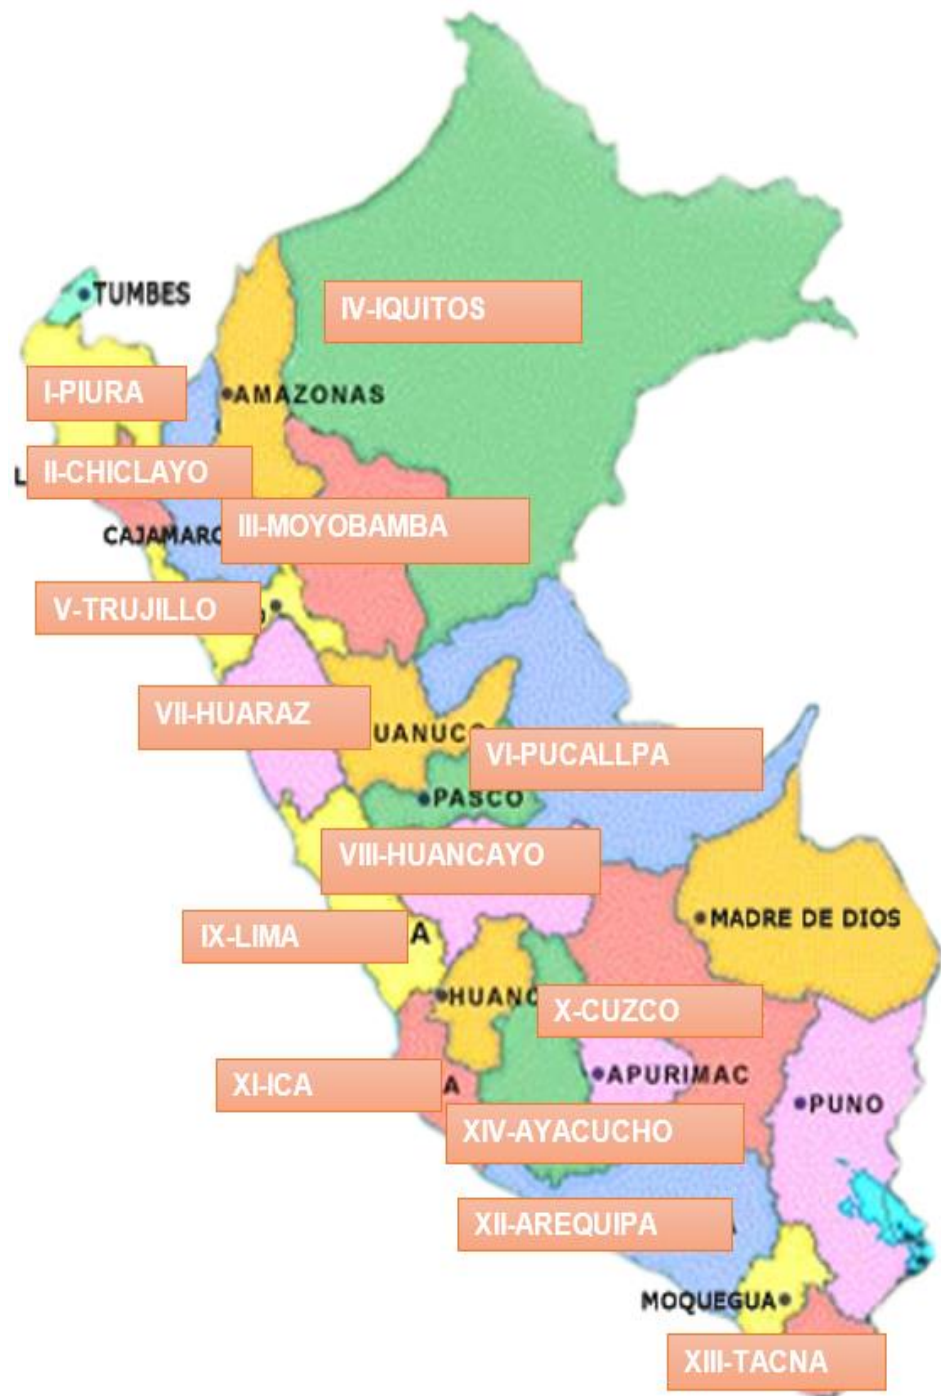 IV-IQUITOS
TUMBES
I-PIURA
AMAZONAS
L
II-CHICLAYO
III-MOYOBAMBA
CAJAMARC
V-TRUJILLO
VII-HUARAZ
UANUCO
VI-PUCALLPA
PASCO
VIII-HUANCAYO
MADRE DE DIOS
IX-LIMA
A
HUANC
X-CUZCO
APURIMAC
XI-ICA
A
PUNO
XIV-AYACUCHO
XII-AREQUIPA
A
MOQUEGUA
XIII-TACNA